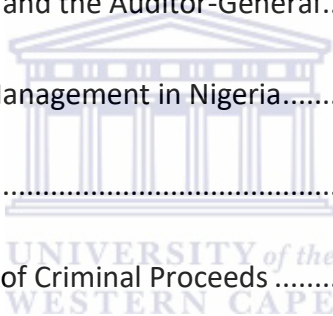 and the Auditor-General..
Management in Nigeria.......
.............................................
UNIVERSITY of the
of Criminal Proceeds ........
WESTERN CAPE